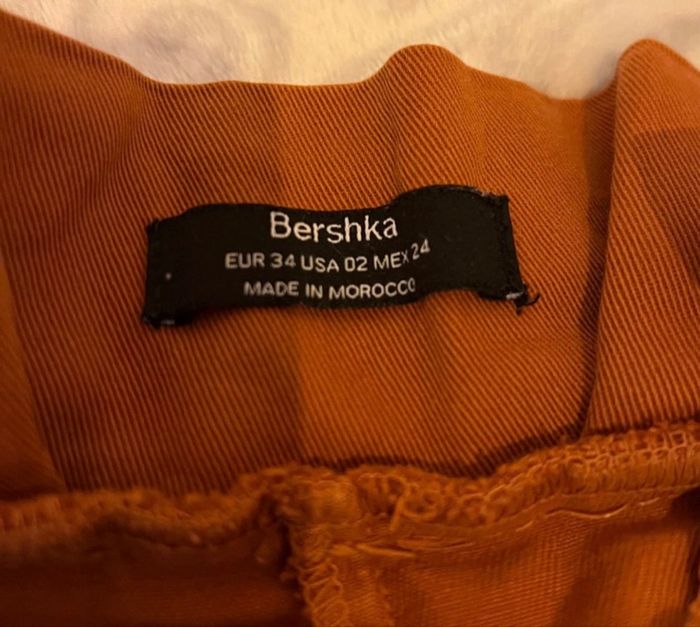 Bershka
EUR 34 USA 02 MEX 24
MADE IN MOROCCO